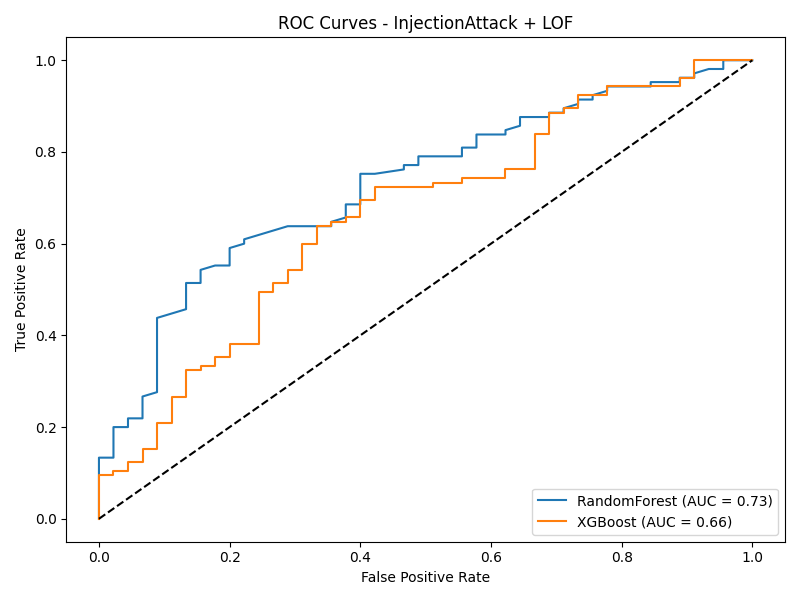 ROC Curves - InjectionAttack + LOF
True Positive Rate
1.0
0.8
0.6
0.4
0.2
0.0
0.0 0.2 0.4 0.6 0.8 1.0
False Positive Rate
RandomForest (AUC = 0.73)
XGBoost (AUC = 0.66)